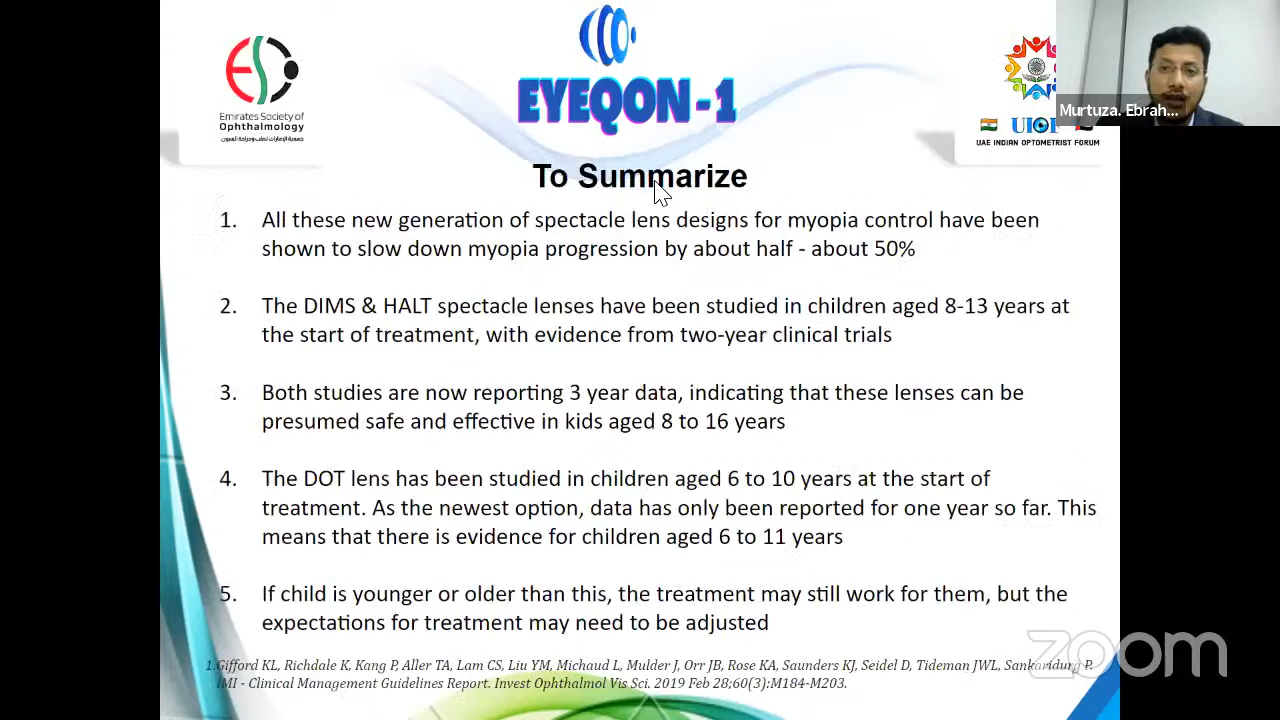 EYEQON-1
Emirates Society of
Ophthalmology
جمعية الإمارات لطب وجراحة العيون
Murtuza. Ebrah...
UAE INDIAN OPTOMETRIST FORUM
To Summarize
1. All these new generation of spectacle lens designs for myopia control have been
shown to slow down myopia progression by about half - about 50%
2. The DIMS & HALT spectacle lenses have been studied in children aged 8-13 years at
the start of treatment, with evidence from two-year clinical trials
3. Both studies are now reporting 3 year data, indicating that these lenses can be
presumed safe and effective in kids aged 8 to 16 years
4. The DOT lens has been studied in children aged 6 to 10 years at the start of
treatment. As the newest option, data has only been reported for one year so far. This
means that there is evidence for children aged 6 to 11 years
5. If child is younger or older than this, the treatment may still work for them, but the
expectations for treatment may need to be adjusted
1.Gifford KL, Richdale K, Kang P, Aller TA, Lam CS, Liu YM, Michaud L, Mulder J, Orr JB, Rose KA, Saunders KJ, Seidel D, Tideman JWL, Sankaridurg P.
IMI - Clinical Management Guidelines Report. Invest Ophthalmol Vis Sci. 2019 Feb 28;60(3):M184-M203.
zoom